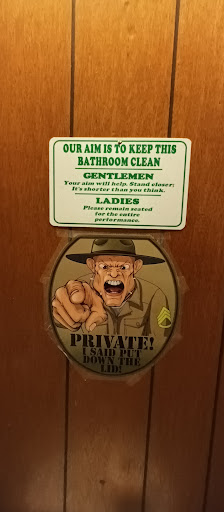 OUR AIM IS TO KEEP THIS
BATHROOM CLEAN
GENTLEMEN
Your aim will help. Stand closer;
It's shorter than you think.
LADIES
Please remain seated
for the entire
performance.
PRIVATE!
I SAID PUT
DOWN THE
LID!